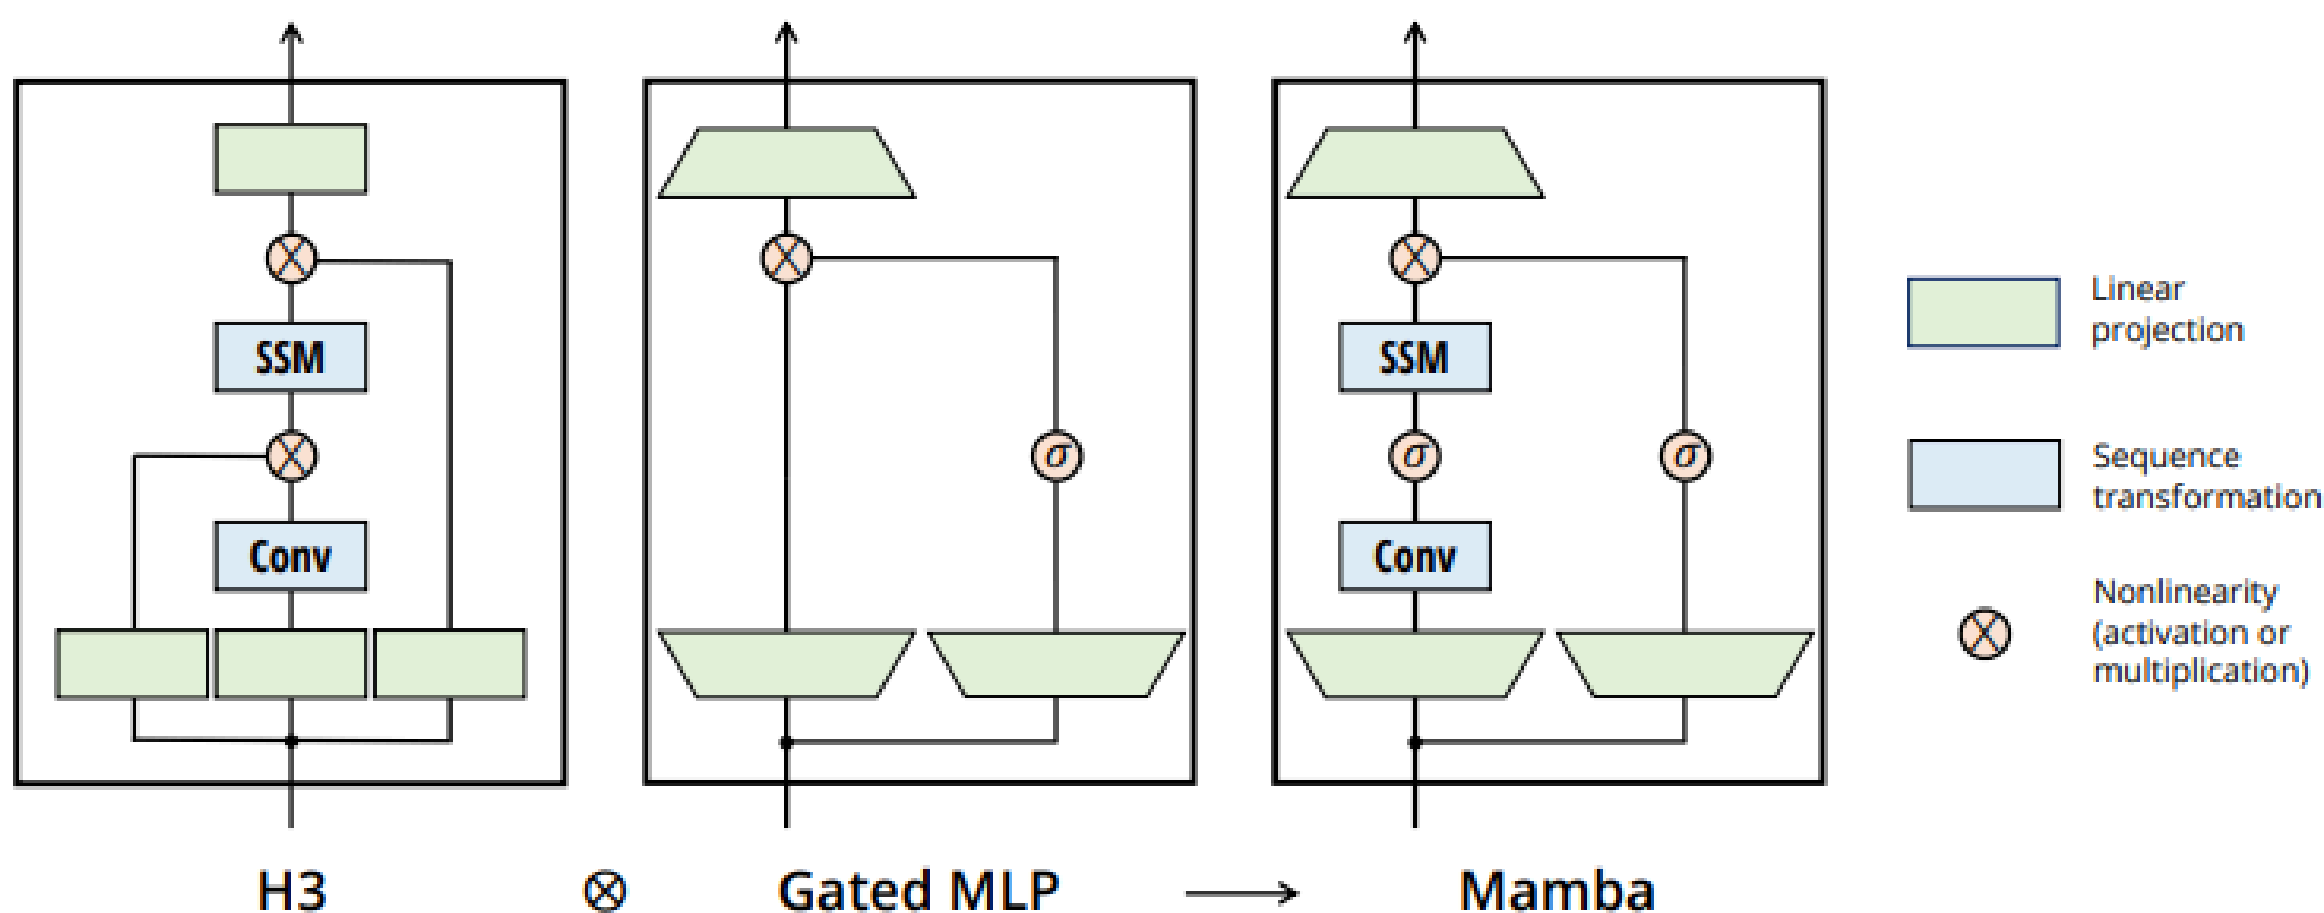 SSM
Conv
σ
SSM
σ
σ
Conv
Linear
projection
Sequence
transformation
Nonlinearity
(activation or
multiplication)
H3 ⊗ Gated MLP → Mamba